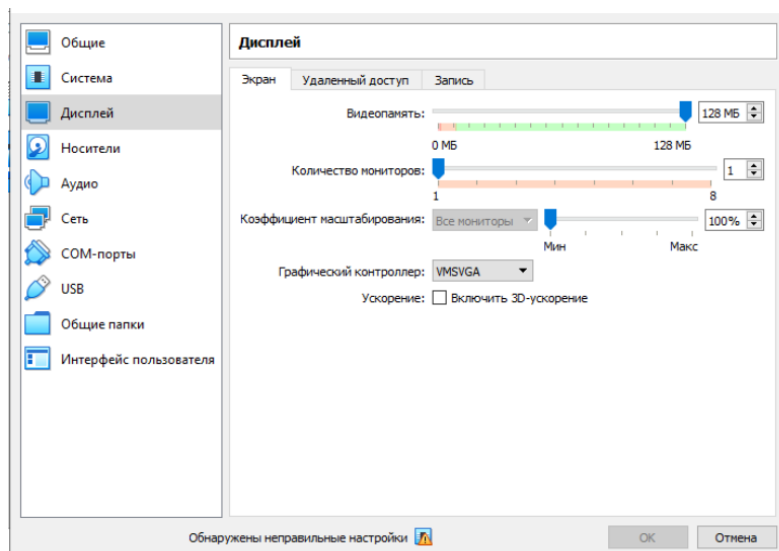 Общие
Система
Дисплей
Носители
Аудио
Сеть
COM-порты
USB
Общие папки
Интерфейс пользователя
Дисплей
Экран Удаленный доступ Запись
Видеопамять: 128 МБ
0 МБ 128 МБ
Количество мониторов: 1
1 8
Коэффициент масштабирования: Все мониторы 100%
Мин Макс
Графический контроллер: VMSVGA
Ускорение: Включить 3D-ускорение
Обнаружены неправильные настройки OK Отмена